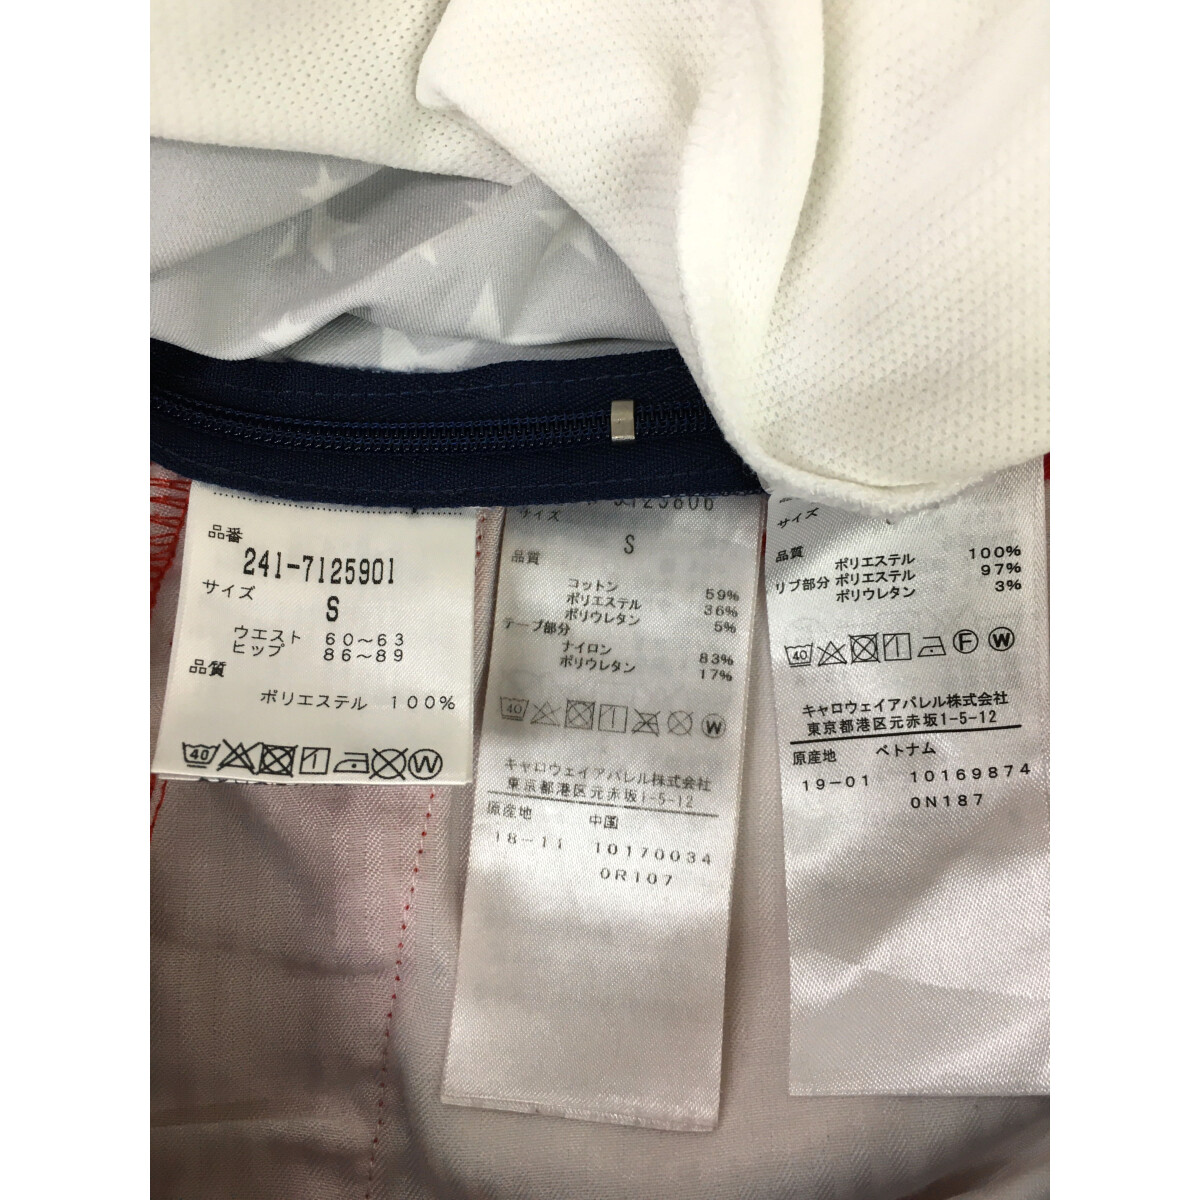 品番
241-7125901
サイズ
S
ウエスト 60〜63
ヒップ 86〜89
品質
ポリエステル 100%
40
W
サイズ
S
品質
コットン 59%
ポリエステル 36%
ポリウレタン 5%
テープ部分
ナイロン 83%
ポリウレタン 17%
40 W
キャロウェイアパレル株式会社
東京都港区元赤坂1-5-12
原産地 中国
18-11 10170034
0R107
サイズ
品質
ポリエステル 100%
リブ部分 ポリエステル 97%
ポリウレタン 3%
40 F W
キャロウェイアパレル株式会社
東京都港区元赤坂1-5-12
原産地 ベトナム
19-01 10169874
0N187